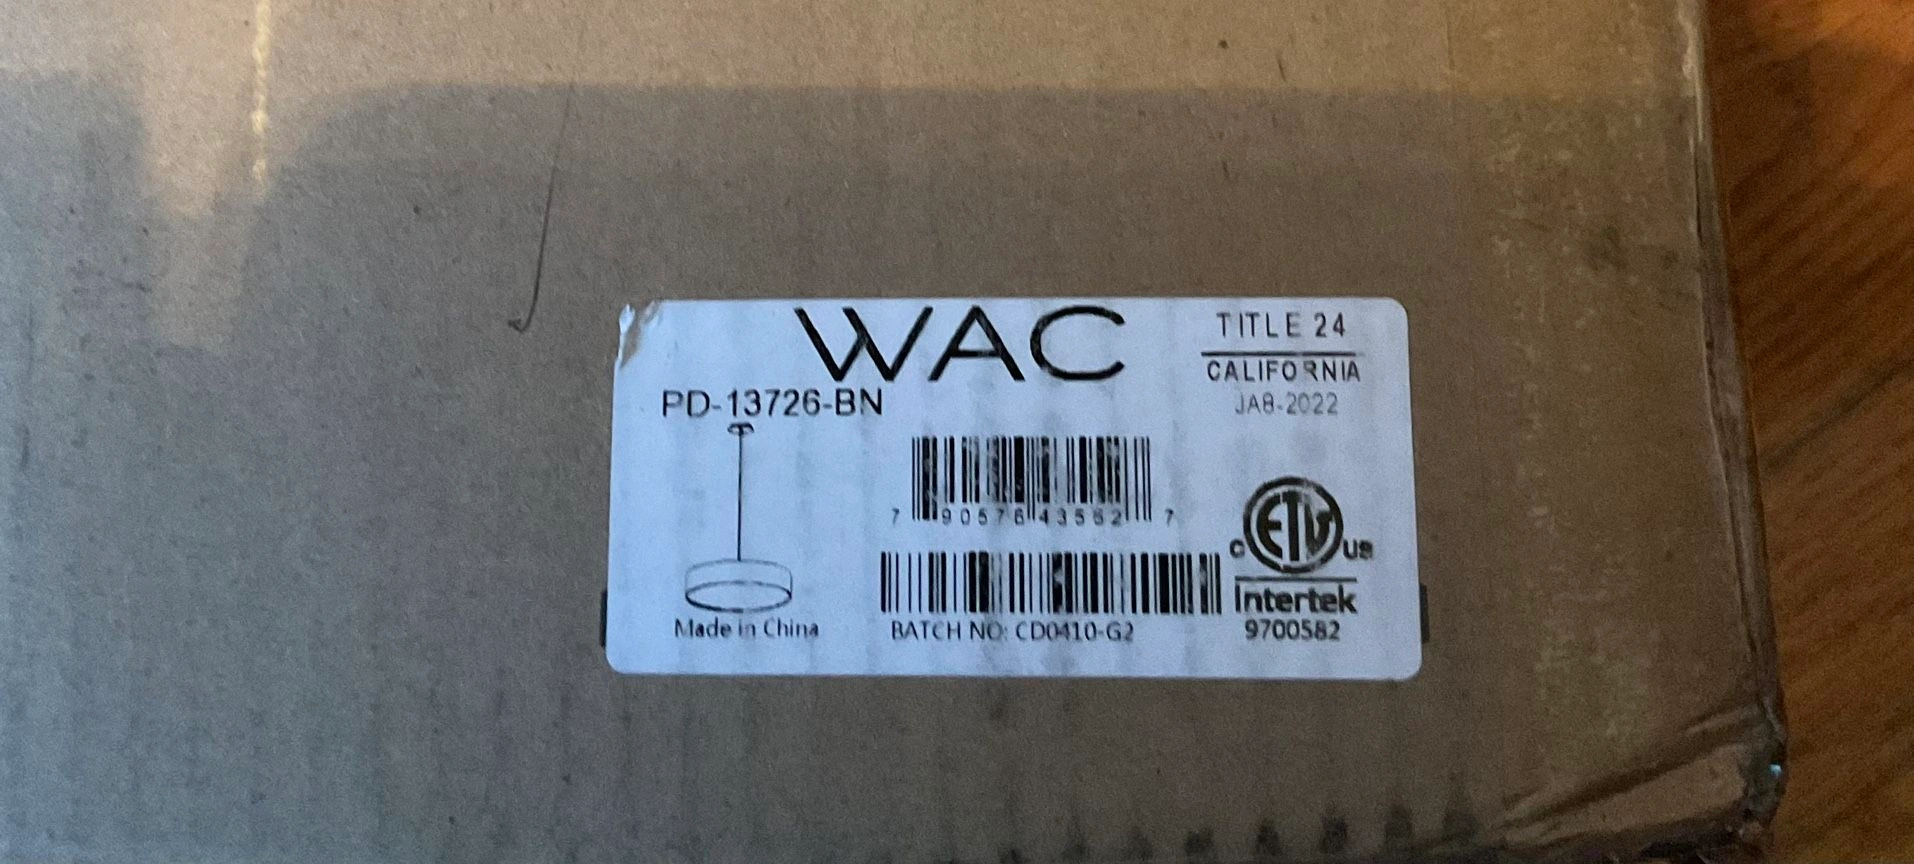 WAC
PD-13726-BN
TITLE 24
CALIFORNIA
JA8-2022
7 90576 43562 7
Made in China
BATCH NO: CD0410-G2
c ETL us
Intertek
9700582